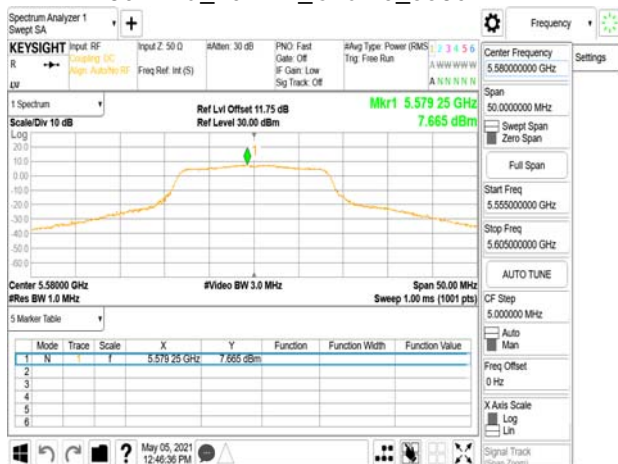 Spectrum Analyzer 1
Swept SA
Frequency
KEYSIGHT Input: RF
Coupling: DC
Align: Auto/No RF
Input Z: 50 Ω
Freq Ref: Int (S)
#Atten: 30 dB
PNO: Fast
Gate: Off
IF Gain: Low
Sig Track: Off
#Avg Type: Power (RMS
Trig: Free Run
1 2 3 4 5 6
A W W W W W
A N N N N N
R
LV
Center Frequency
5.580000000 GHz
Settings
Span
50.0000000 MHz
Swept Span
Zero Span
Full Span
Start Freq
5.555000000 GHz
Stop Freq
5.605000000 GHz
AUTO TUNE
CF Step
5.000000 MHz
Auto
Man
Freq Offset
0 Hz
X Axis Scale
Log
Lin
Signal Track
1 Spectrum
Scale/Div 10 dB
Ref Lvl Offset 11.75 dB
Ref Level 30.00 dBm
Mkr1 5.579 25 GHz
7.665 dBm
Log
20.0
10.0
0.00
-10.0
-20.0
-30.0
-40.0
-50.0
-60.0
1
Center 5.58000 GHz
#Res BW 1.0 MHz
#Video BW 3.0 MHz
Span 50.00 MHz
Sweep 1.00 ms (1001 pts)
5 Marker Table
Mode Trace Scale X Y Function Function Width Function Value
1 N 1 f 5.579 25 GHz 7.665 dBm
2
3
4
5
6
May 05, 2021
12:46:36 PM